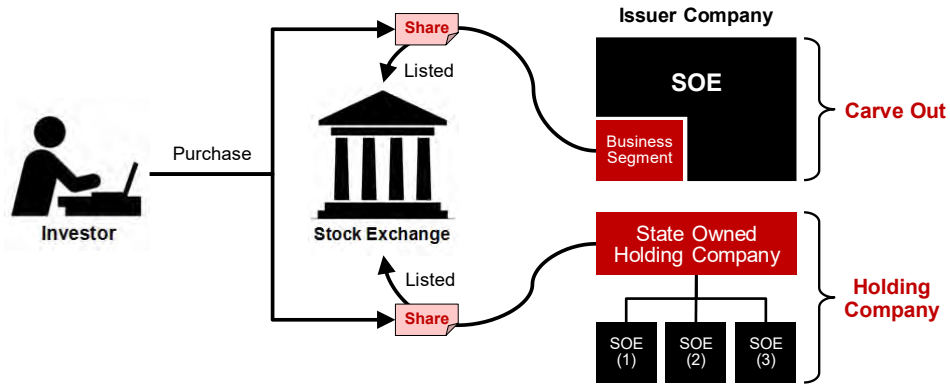 Issuer Company
Share
Listed
SOE
Carve Out
Business
Segment
Purchase
Investor
Stock Exchange
State Owned
Holding Company
Listed
Holding
Company
Share
SOE
(1)
SOE
(2)
SOE
(3)